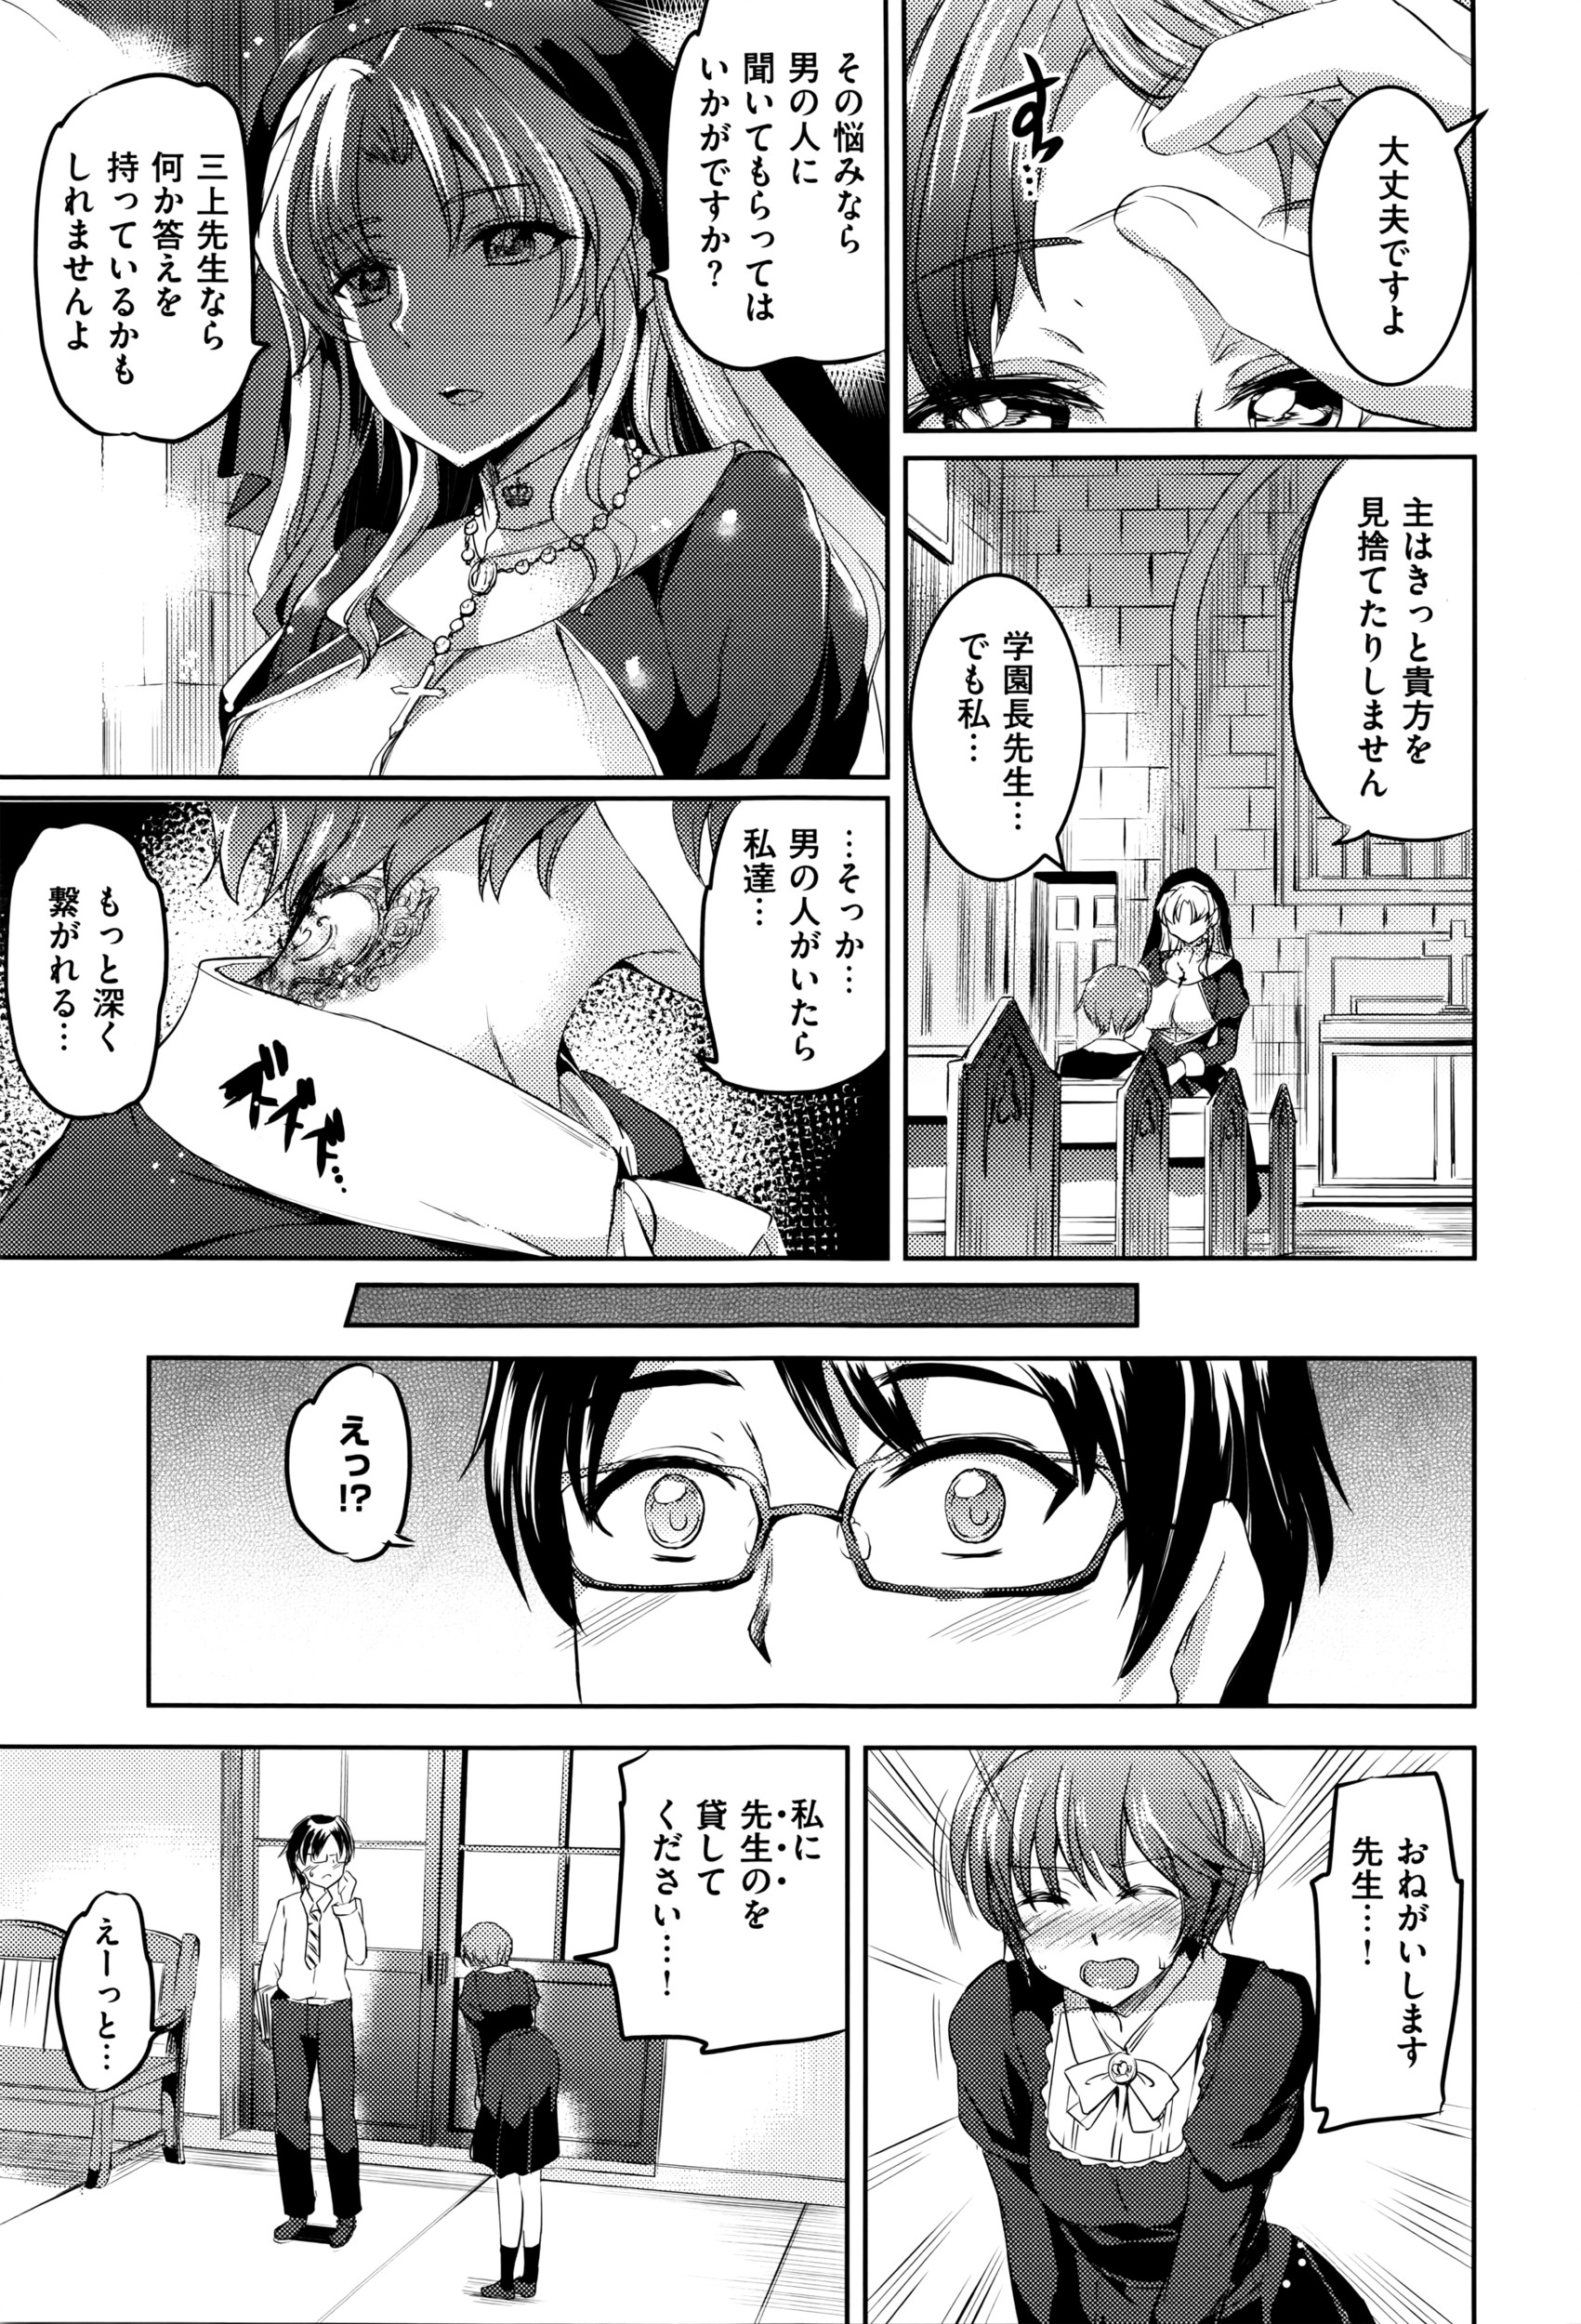 大丈夫ですよ
す…
主はきっと貴方を
見捨てたりしません
学園長先生…
でも私…
その悩みなら
男の人に
聞いてもらっては
いかがですか？
三上先生なら
何か答えを
持っているかも
しれませんよ
…そっか…
男の人がいたら
私達…
もっと深く
繋がれる…
ドドド…
えっ!?
おねがいします
先生…！
私に
先生のを
貸して
ください…！
えーっと…